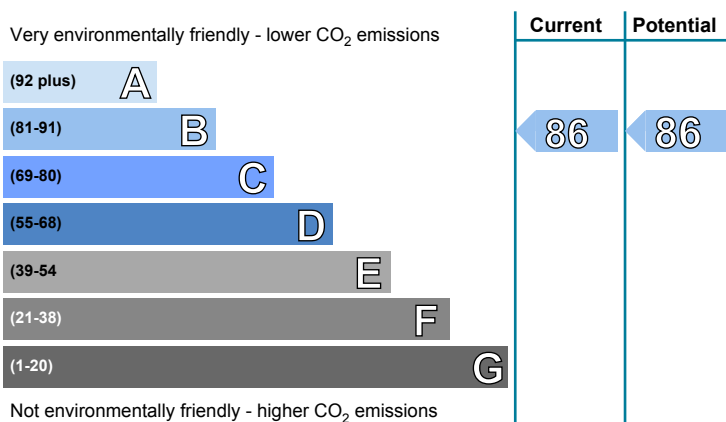 Very environmentally friendly - lower CO₂ emissions
Current Potential
(92 plus) A
(81-91) B 86 86
(69-80) C
(55-68) D
(39-54 E
(21-38) F
(1-20) G
Not environmentally friendly - higher CO₂ emissions